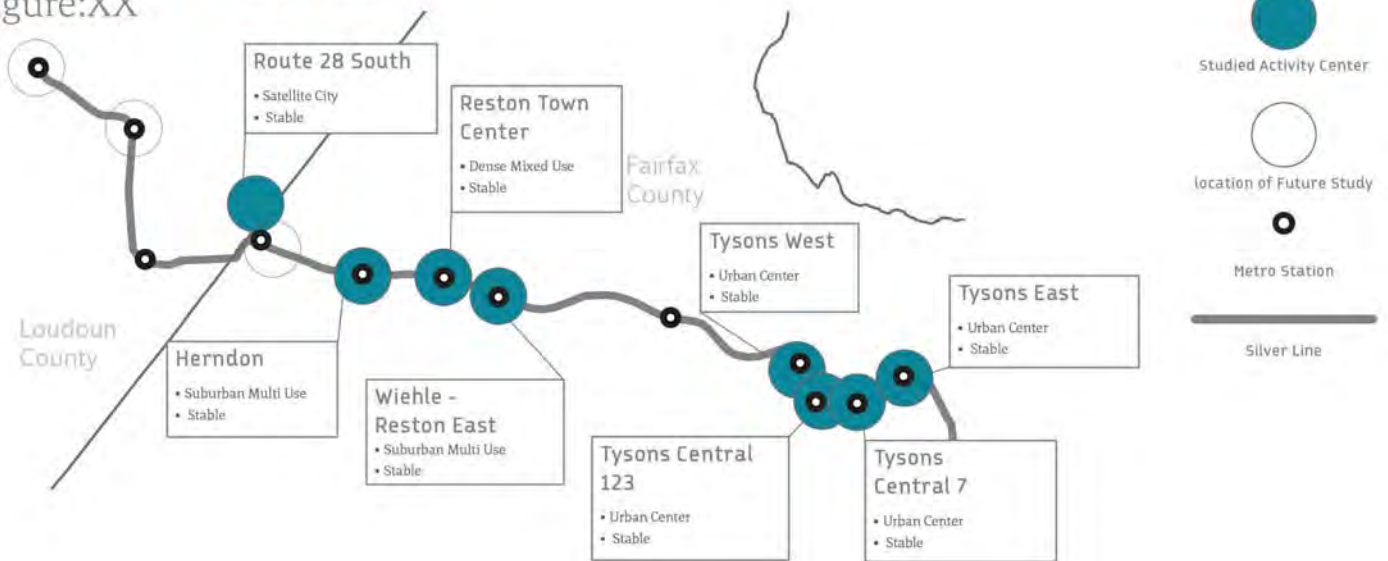 gure:XX
Route 28 South
• Satellite City
• Stable
Reston Town
Center
• Dense Mixed Use
• Stable
Fairfax
County
Tysons West
• Urban Center
• Stable
Tysons East
• Urban Center
• Stable
Loudoun
County
Herndon
• Suburban Multi Use
• Stable
Wiehle -
Reston East
• Suburban Multi Use
• Stable
Tysons Central
123
• Urban Center
• Stable
Tysons
Central 7
• Urban Center
• Stable
Studied Activity Center
location of Future Study
Metro Station
Silver Line